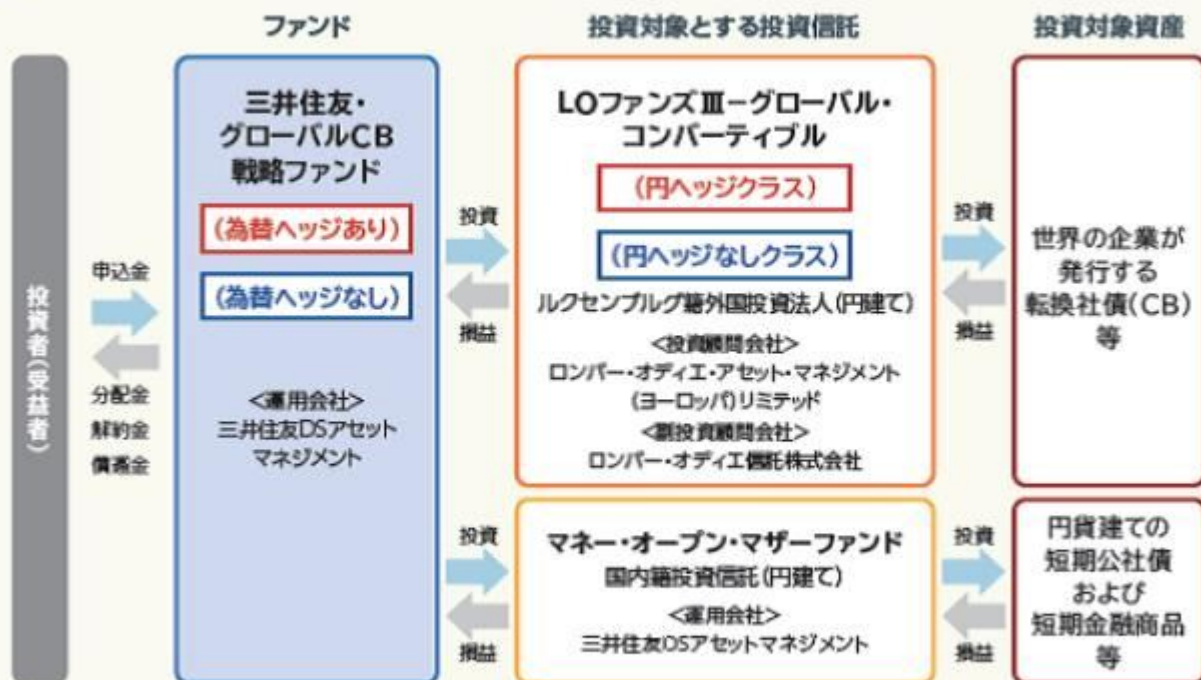 ファンド
投資対象とする投資信託
投資対象資産
投資者(受益者)
申込金
分配金
解約金
償還金
三井住友・
グローバルCB
戦略ファンド
(為替ヘッジあり)
(為替ヘッジなし)
<運用会社>
三井住友DSアセット
マネジメント
投資
損益
LOファンズⅢ−グローバル・
コンバーティブル
(円ヘッジクラス)
(円ヘッジなしクラス)
ルクセンブルグ籍外国投資法人(円建て)
<投資顧問会社>
ロンバー・オディエ・アセット・マネジメント
(ヨーロッパ)リミテッド
<副投資顧問会社>
ロンバー・オディエ信託株式会社
投資
損益
世界の企業が
発行する
転換社債(CB)
等
投資
損益
マネー・オープン・マザーファンド
国内籍投資信託(円建て)
<運用会社>
三井住友DSアセットマネジメント
投資
損益
円貨建ての
短期公社債
および
短期金融商品
等